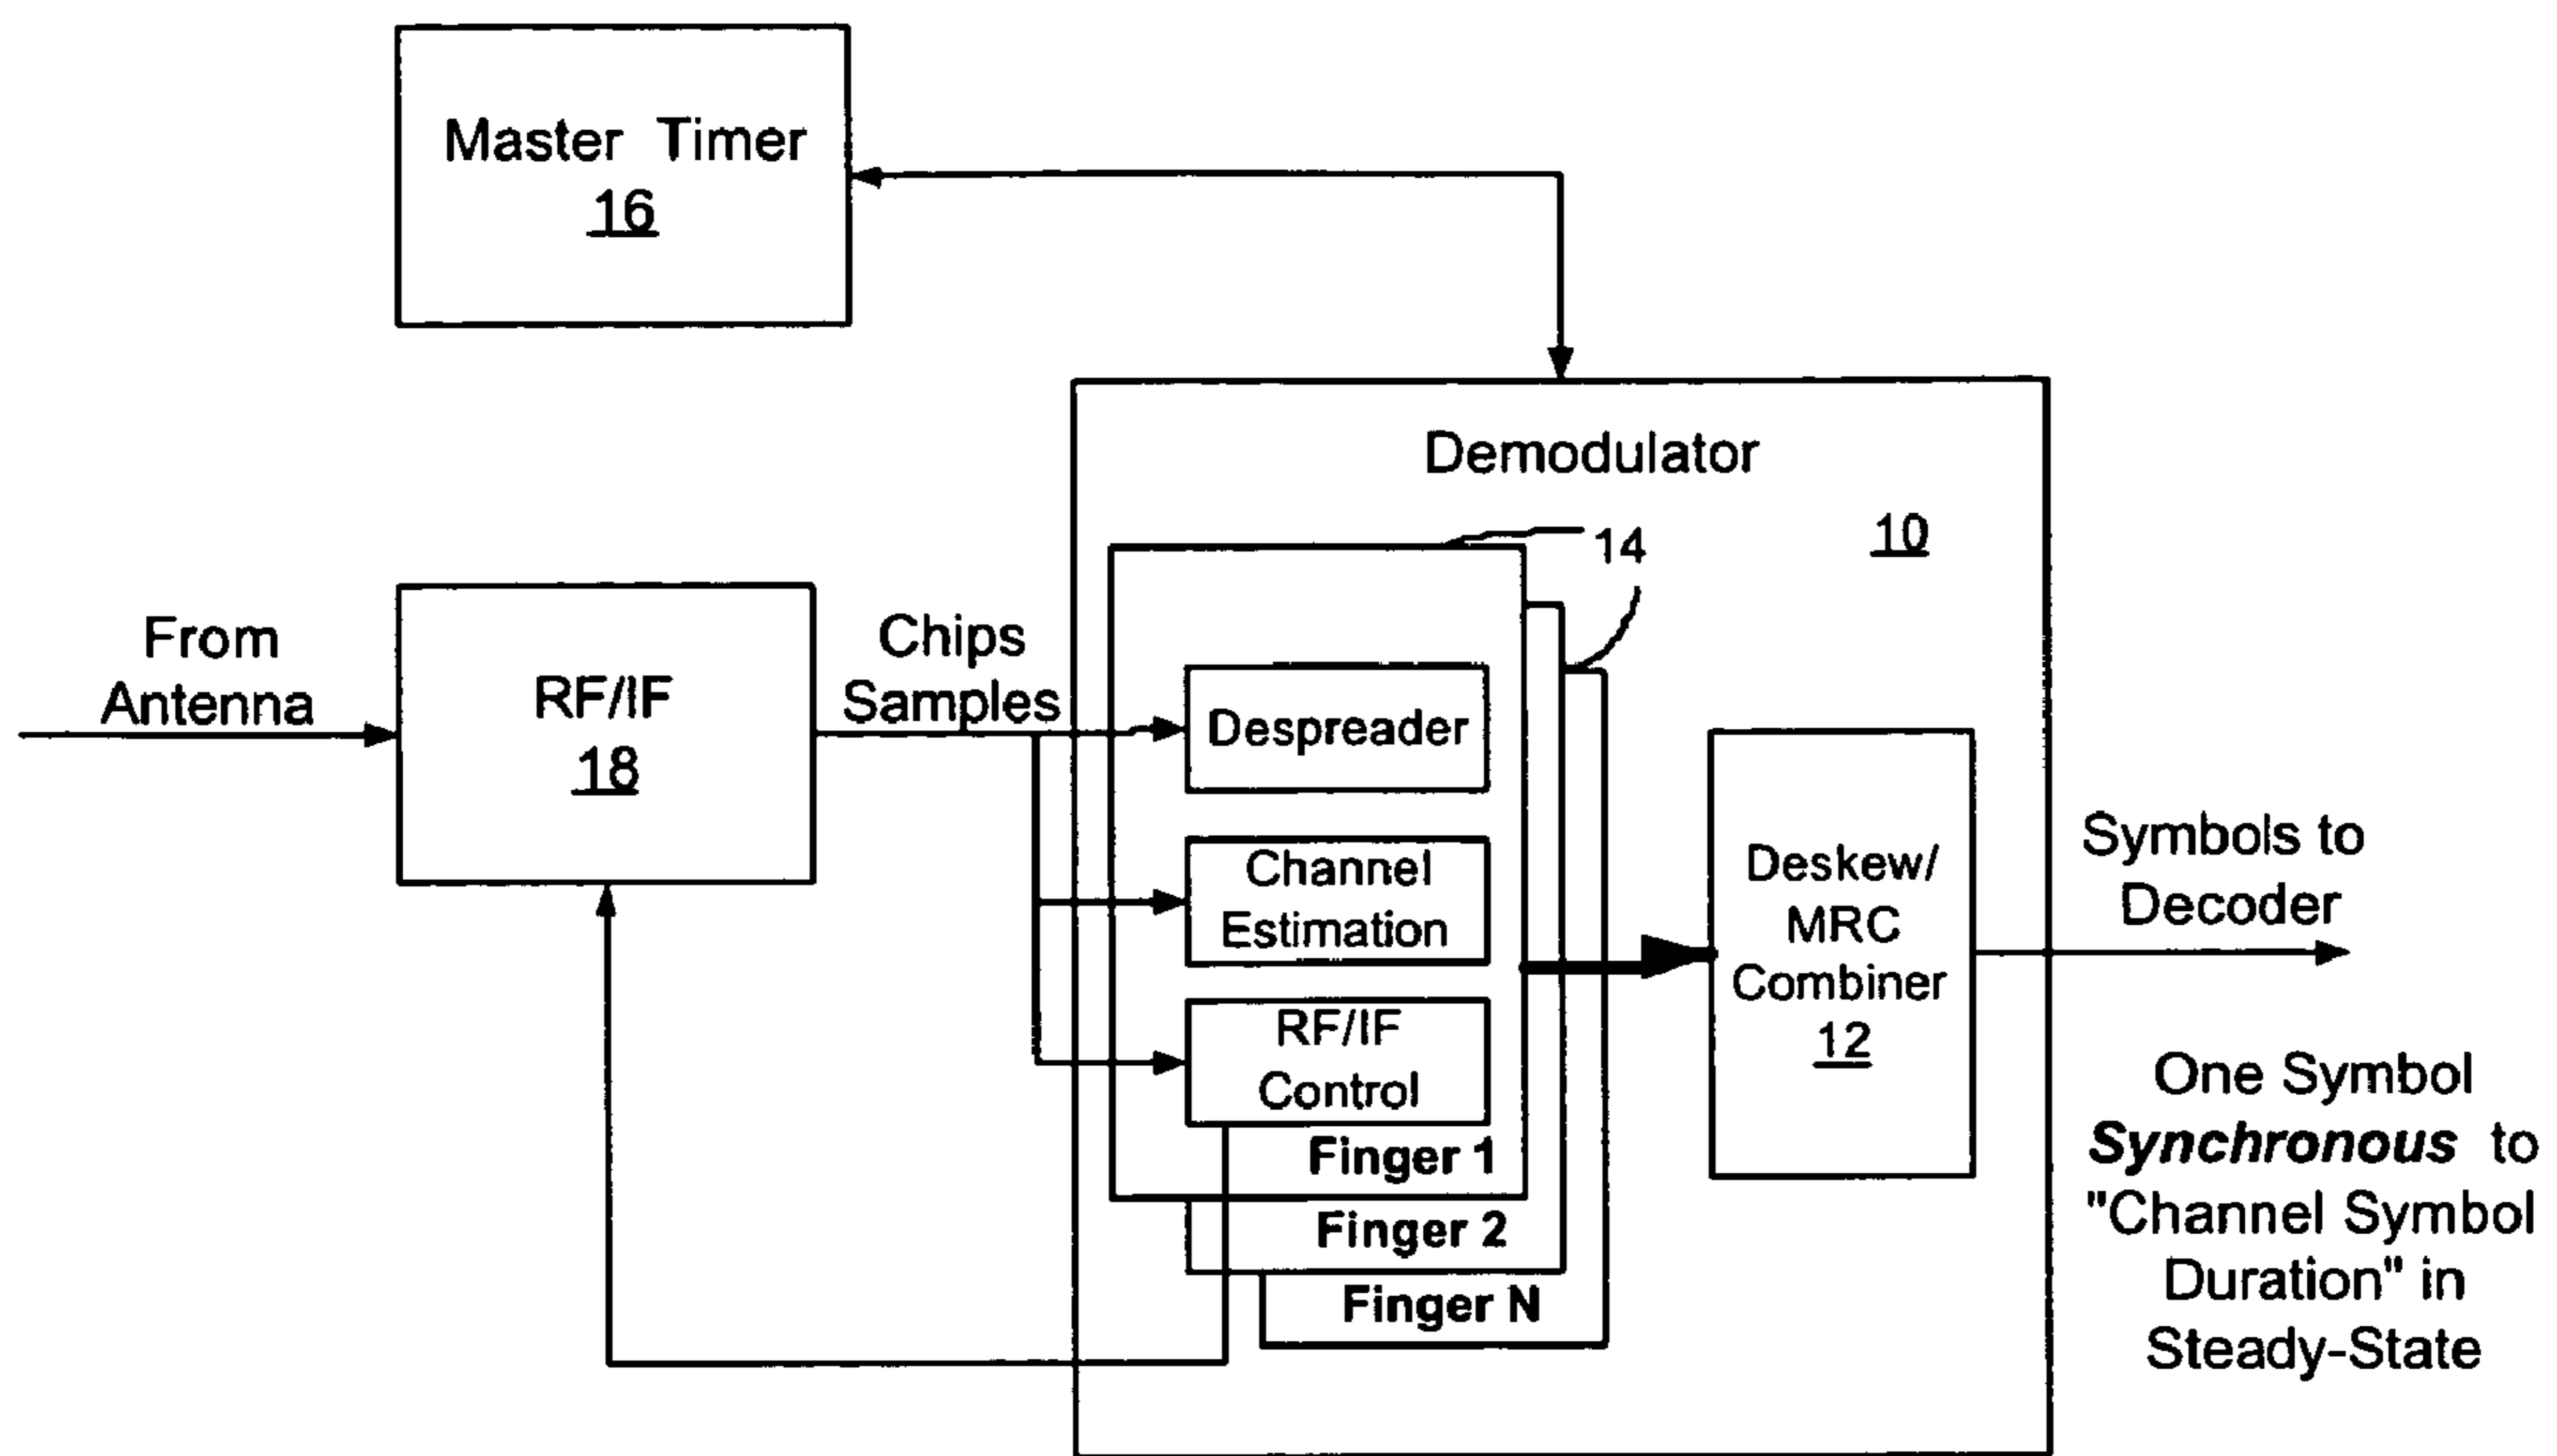 Master Timer
16
Demodulator
10
14
From
Antenna
RF/IF
18
Chips
Samples
Despreader
Channel
Estimation
RF/IF
Control
Finger 1
Finger 2
Finger N
Deskew/
MRC
Combiner
12
Symbols to
Decoder
One Symbol
Synchronous to
"Channel Symbol
Duration" in
Steady-State